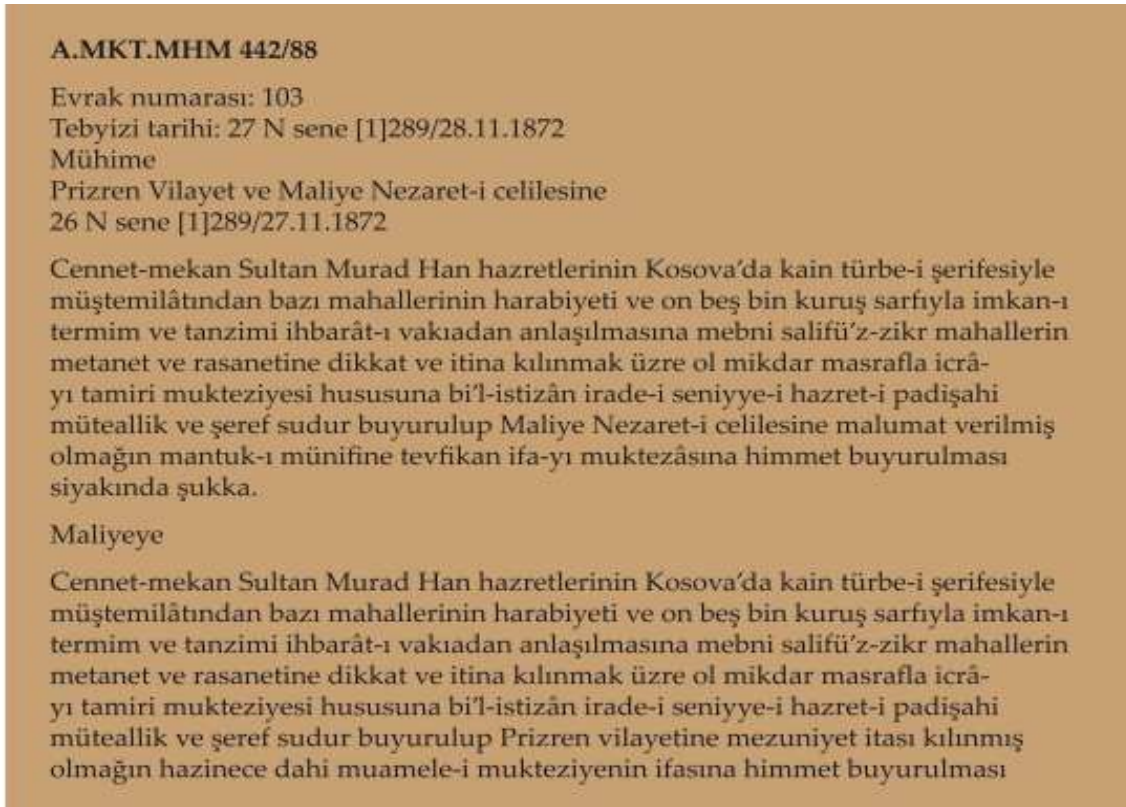 A.MKT.MHM 442/88
Evrak numarası: 103
Tebyizi tarihi: 27 N sene [1]289/28.11.1872
Mühime
Prizren Vilayet ve Maliye Nezaret-i celilesine
26 N sene [1]289/27.11.1872
Cennet-mekan Sultan Murad Han hazretlerinin Kosova'da kain türbe-i şerifesiyle
müştemilâtından bazı mahallerinin harabiyeti ve on beş bin kuruş sarfıyla imkan-ı
termim ve tanzimi ihbarât-ı vakıadan anlaşılmasına mebni salifü'z-zikr mahallerin
metanet ve rasanetine dikkat ve itina kılınmak üzre ol mikdar masrafla icrâ-
yı tamiri mukteziyesi hususuna bi'l-istizân irade-i seniyye-i hazret-i padişahi
müteallik ve şeref sudur buyurulup Maliye Nezaret-i celilesine malumat verilmiş
olmağın mantuk-ı münifine tevfikan ifa-yı muktezâsına himmet buyurulması
siyakında şukka.
Maliyeye
Cennet-mekan Sultan Murad Han hazretlerinin Kosova'da kain türbe-i şerifesiyle
müştemilâtından bazı mahallerinin harabiyeti ve on beş bin kuruş sarfıyla imkan-ı
termim ve tanzimi ihbarât-ı vakıadan anlaşılmasına mebni salifü'z-zikr mahallerin
metanet ve rasanetine dikkat ve itina kılınmak üzre ol mikdar masrafla icrâ-
yı tamiri mukteziyesi hususuna bi'l-istizân irade-i seniyye-i hazret-i padişahi
müteallik ve şeref sudur buyurulup Prizren vilayetine mezuniyet itası kılınmış
olmağın hazinece dahi muamele-i mukteziyenin ifasına himmet buyurulması